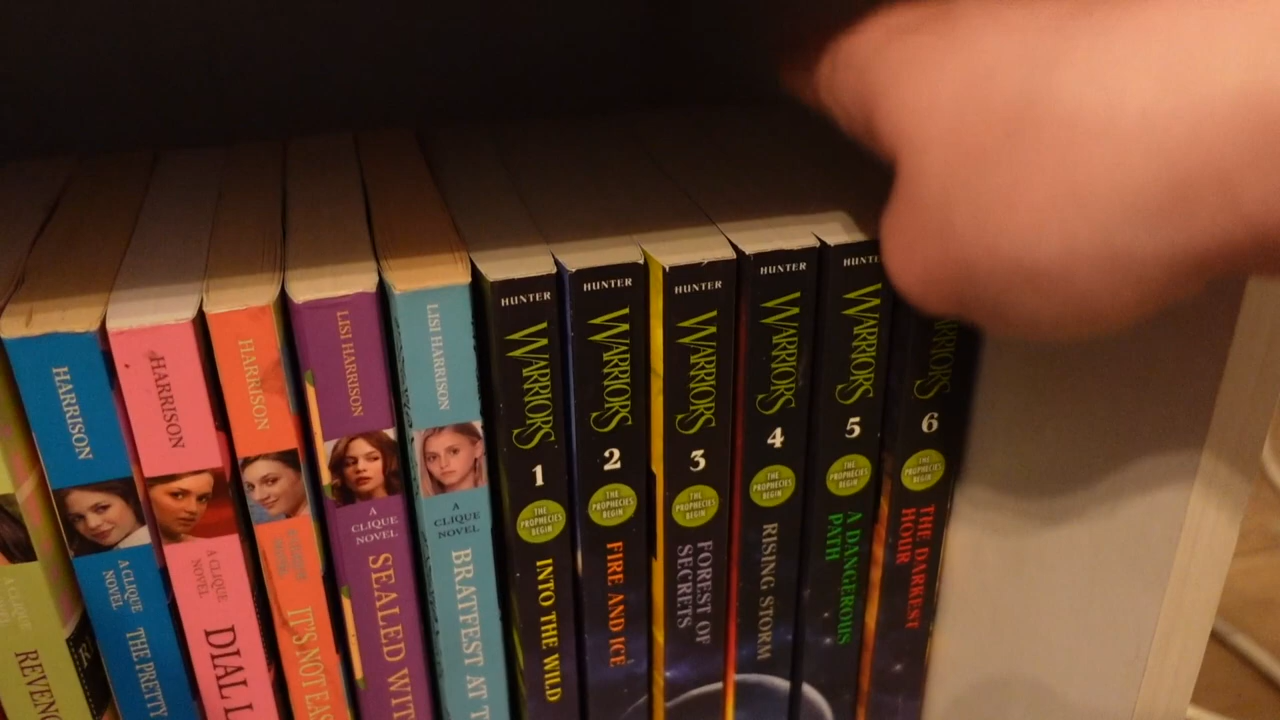 A CLIQUE
REVENG
HARRISON
A CLIQUE
NOVEL
THE PRETTY
HARRISON
A CLIQUE
NOVEL
DIAL L
HARRISON
IT'S NOT EAS
LISI HARRISON
A
CLIQUE
NOVEL
SEALED WIT
LISI HARRISON
A
CLIQUE
NOVEL
BRATFEST AT T
HUNTER
WARRIORS
1
THE
PROPHECIES
BEGIN
INTO THE WILD
HUNTER
WARRIORS
2
THE
PROPHECIES
BEGIN
FIRE AND ICE
HUNTER
WARRIORS
3
THE
PROPHECIES
BEGIN
FOREST OF
SECRETS
HUNTER
WARRIORS
4
THE
PROPHECIES
BEGIN
RISING STORM
HUNTE
WARRIORS
5
THE
PROPHECIES
BEGIN
A DANGEROUS
PATH
RRIORS
6
THE
PROPHECIES
BEGIN
THE DARKEST
HOUR